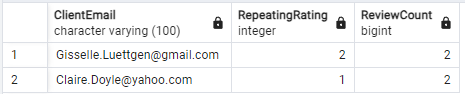 ClientEmail RepeatingRating ReviewCount
character varying (100) integer bigint
1 Gisselle.Luettgen@gmail.com 2 2
2 Claire.Doyle@yahoo.com 1 2